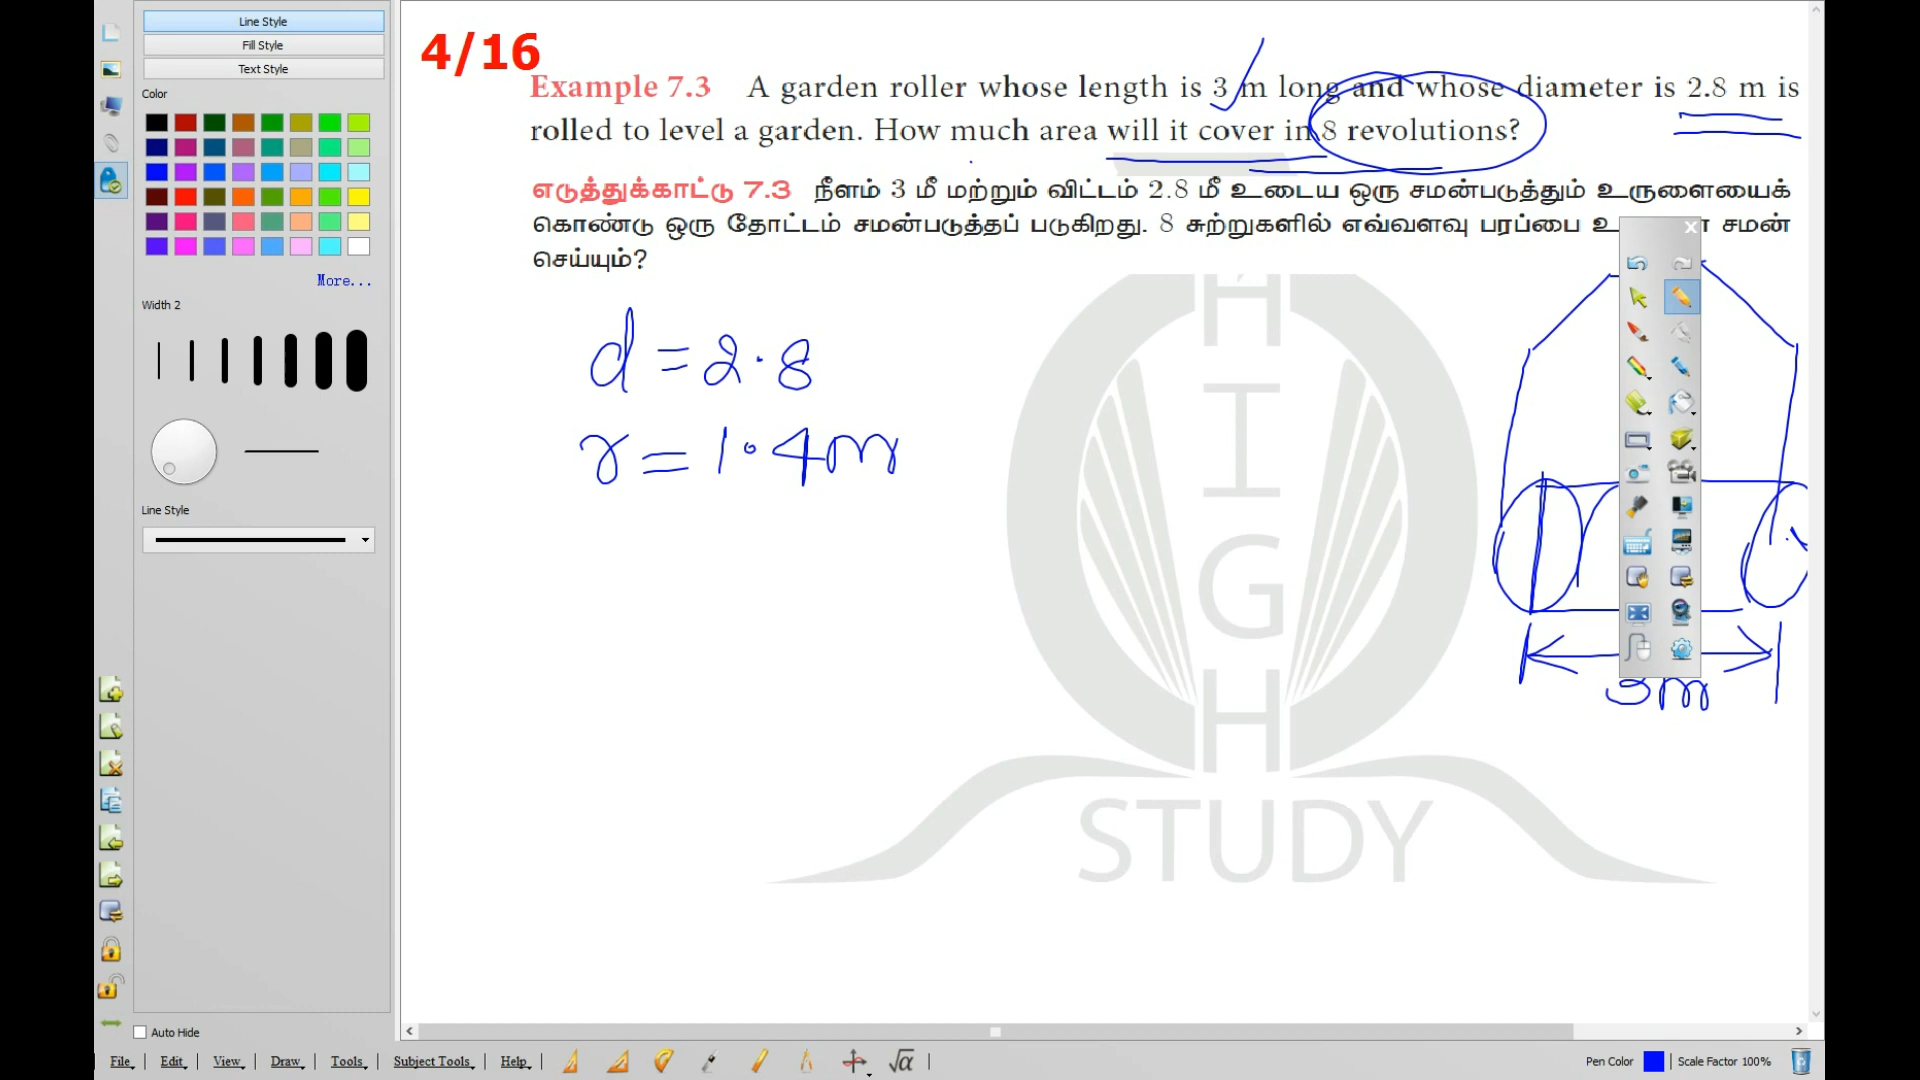 Line Style
Fill Style
Text Style
Color
More...
Width 2
Line Style
Auto Hide
4/16
Example 7.3 A garden roller whose length is 3 m long and whose diameter is 2.8 m is
rolled to level a garden. How much area will it cover in 8 revolutions?
எடுத்துக்காட்டு 7.3 நீளம் 3 மீ மற்றும் விட்டம் 2.8 மீ உடைய ஒரு சமன்படுத்தும் உருளையைக்
கொண்டு ஒரு தோட்டம் சமன்படுத்தப் படுகிறது. 8 சுற்றுகளில் எவ்வளவு பரப்பை சமன்
செய்யும்?
d = 2.8
r = 1.4m
3m
HIGH
STUDY
File Edit View Draw Tools Subject Tools Help
√α
Pen Color Scale Factor 100%